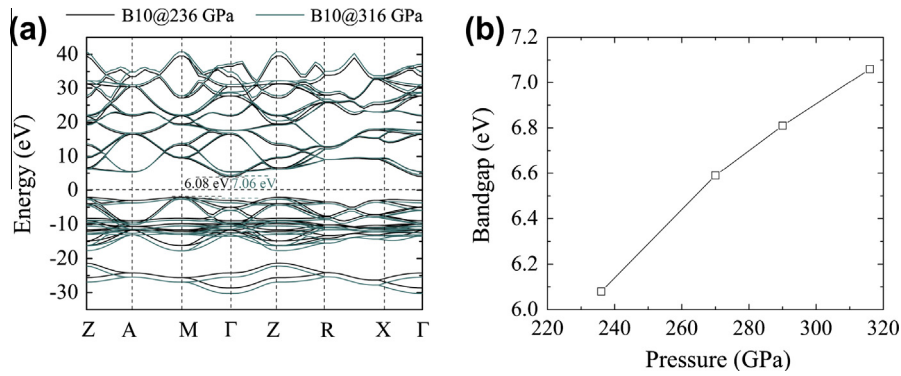 (a)
B10@236 GPa
B10@316 GPa
Energy (eV)
40
30
20
10
0
-10
-20
-30
6.08 eV
7.06 eV
Z A M Γ Z R X Γ
(b)
Bandgap (eV)
7.2
7.0
6.8
6.6
6.4
6.2
6.0
220 240 260 280 300 320
Pressure (GPa)